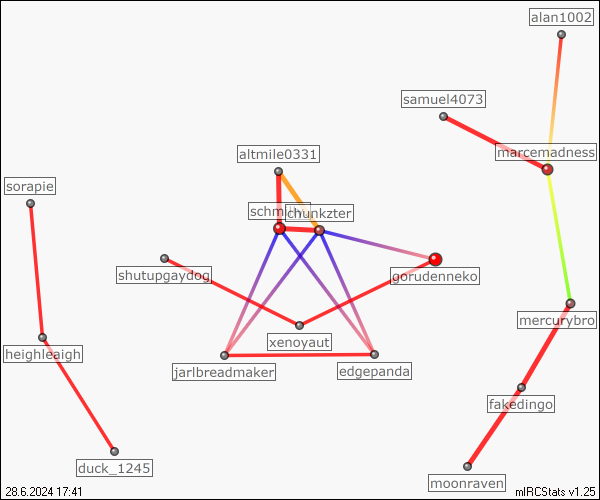 alan1002
samuel4073
marcemadness
altmile0331
sorapie
chunkzter
shutupgaydog
gorudenneko
mercurybro
xenoyaut
heighleaigh
jarlbreadmaker
edgepanda
fakedingo
duck_1245
moonraven
28.6.2024 17:41
mIRCStats v1.25